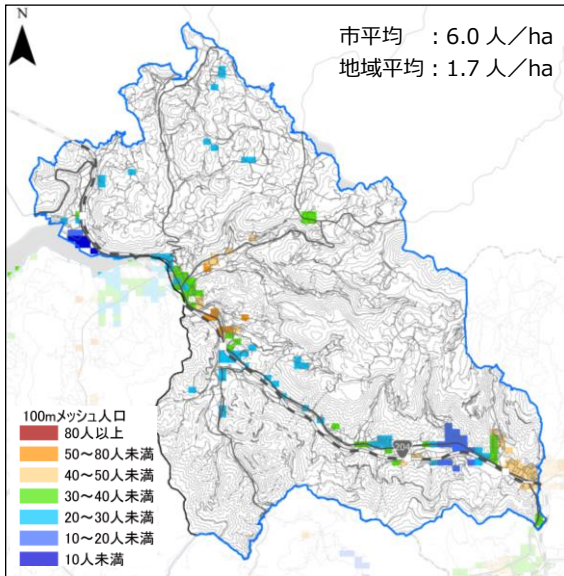 N
市平均　：6.0 人／ha
地域平均：1.7 人／ha
100mメッシュ人口
80人以上
50～80人未満
40～50人未満
30～40人未満
20～30人未満
10～20人未満
10人未満